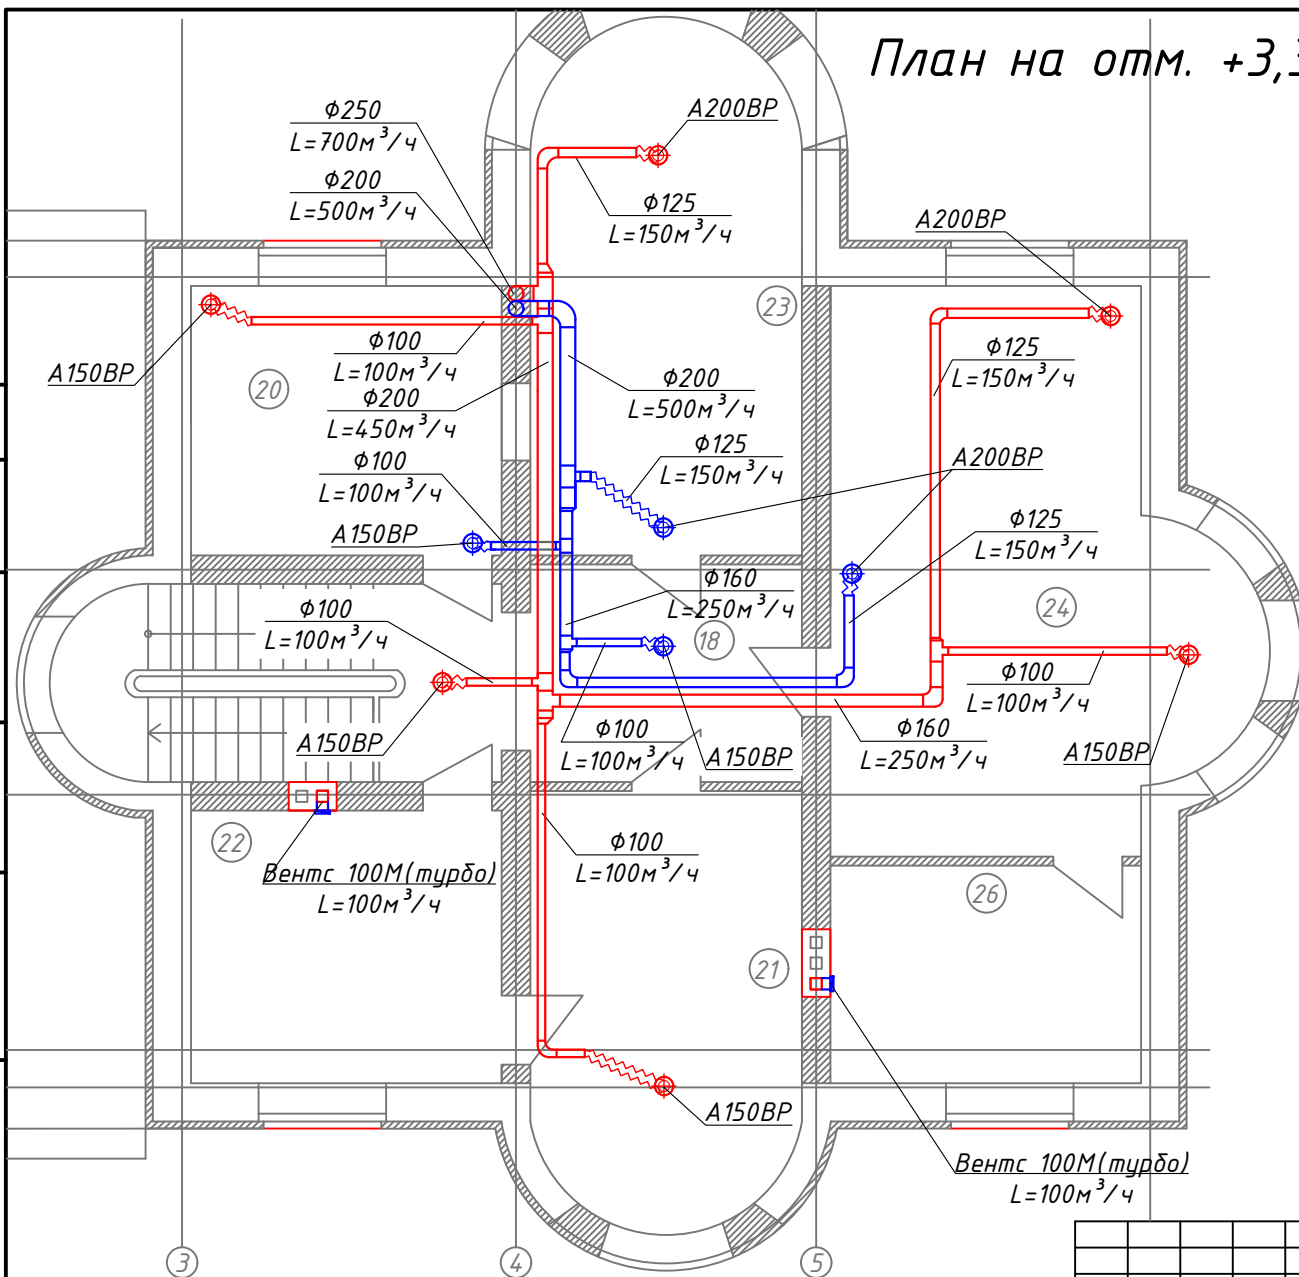 План на отм. +3,3
Ф250
L=700м³/ч
Ф200
L=500м³/ч
А200ВР
Ф125
L=150м³/ч
А200ВР
23
А150ВР
20
Ф100
L=100м³/ч
Ф200
L=450м³/ч
Ф200
L=500м³/ч
Ф125
L=150м³/ч
Ф100
L=100м³/ч
Ф125
L=150м³/ч
А200ВР
А150ВР
Ф125
L=150м³/ч
Ф160
L=250м³/ч
18
24
Ф100
L=100м³/ч
Ф100
L=100м³/ч
А150ВР
Ф100
L=100м³/ч
А150ВР
Ф160
L=250м³/ч
А150ВР
22
Вентс 100М(турбо)
L=100м³/ч
Ф100
L=100м³/ч
26
21
А150ВР
Вентс 100М(турбо)
L=100м³/ч
3
4
5